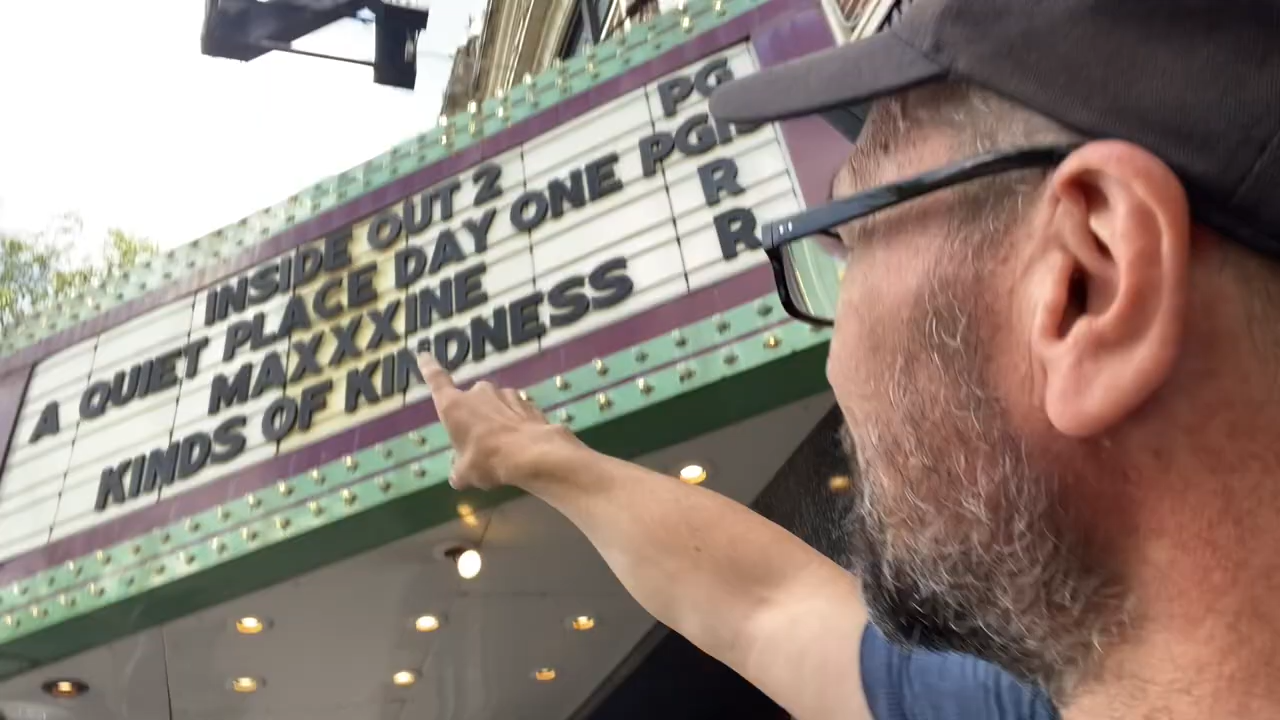 INSIDE OUT 2 PG
A QUIET PLACE DAY ONE PG
MAXXXINE R
KINDS OF KINDNESS R